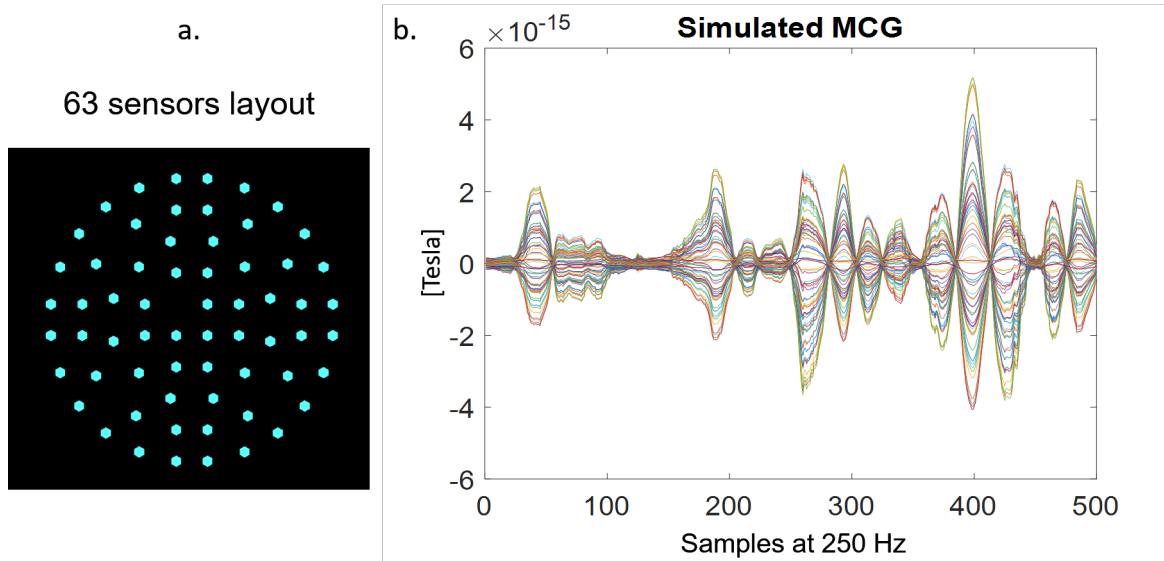 a.
63 sensors layout
b.
×10⁻¹⁵
Simulated MCG
[Tesla]
6
4
2
0
-2
-4
-6
0 100 200 300 400 500
Samples at 250 Hz